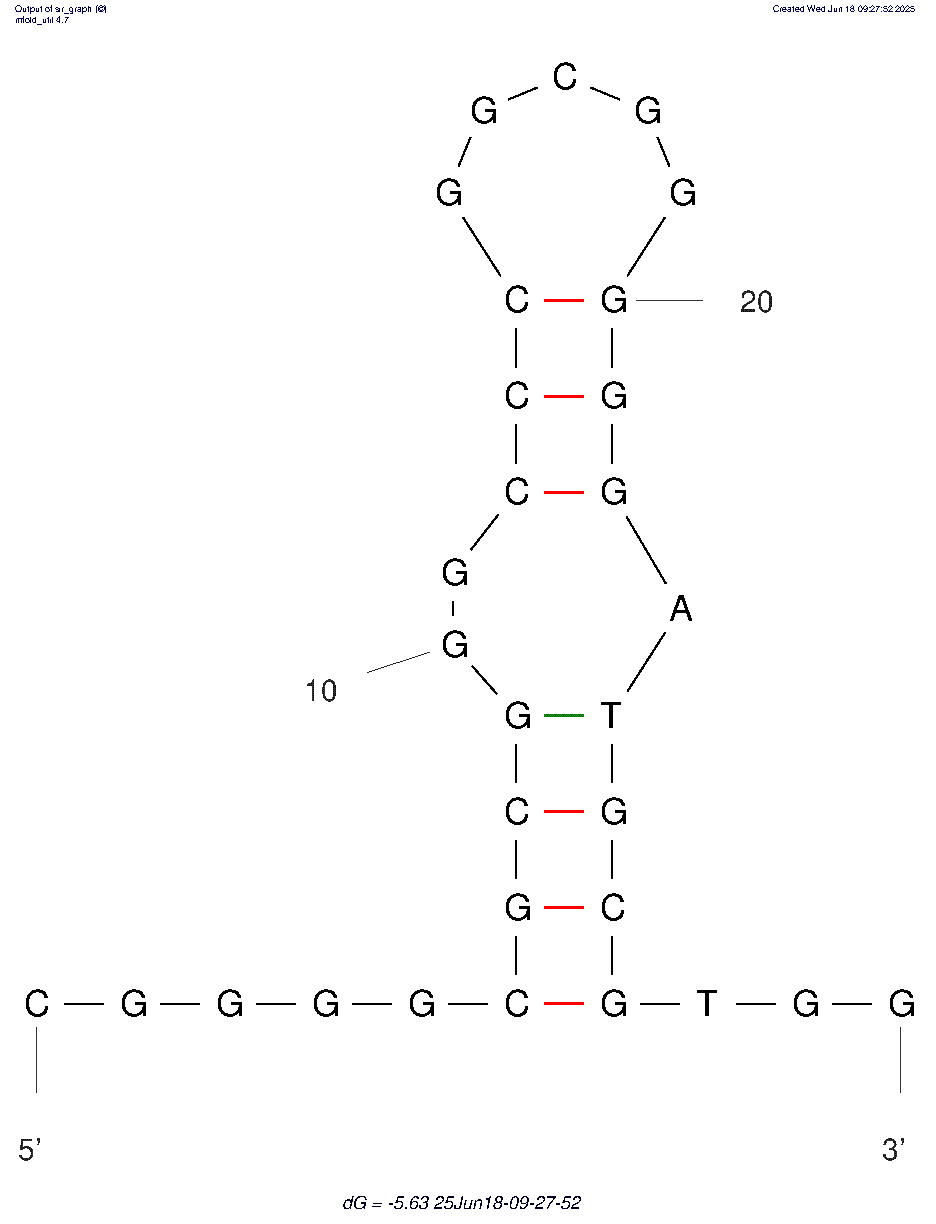 Output of sir_graph (©)
mfold_util 4.7
Created Wed Jun 18 09:27:52 2025
C
G G
G G
C G 20
C G
C G
G
A
G
10
G T
C G
G C
C G G G G C G T G G
5' 3'
dG = -5.63 25Jun18-09-27-52